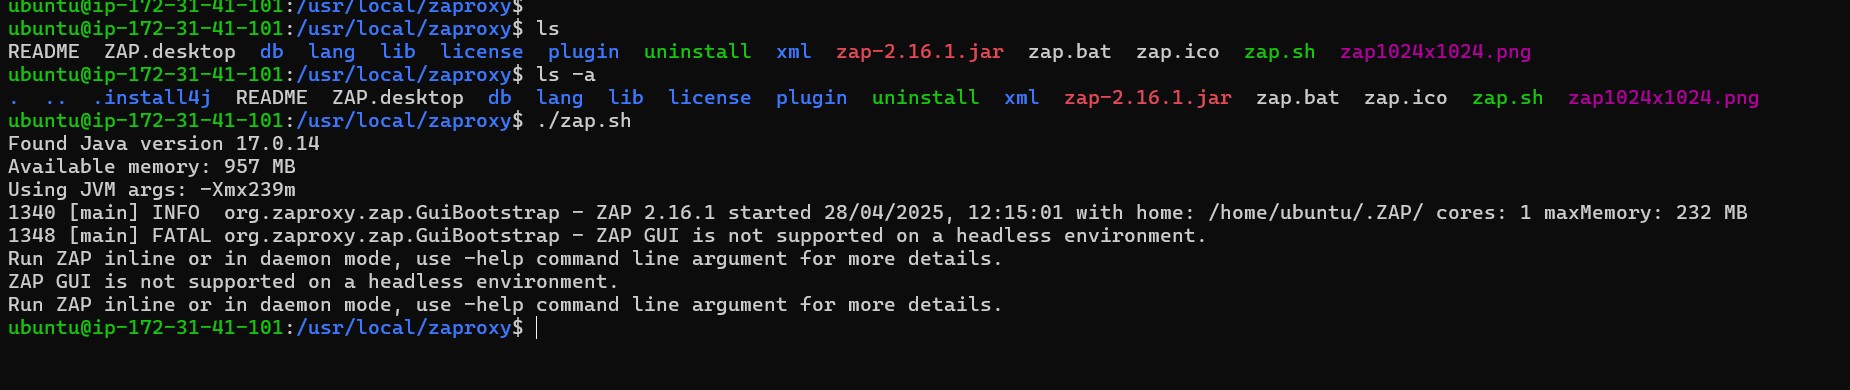 ubuntu@ip-172-31-41-101:/usr/local/zaproxy$
ubuntu@ip-172-31-41-101:/usr/local/zaproxy$ ls
README  ZAP.desktop  db  lang  lib  license  plugin  uninstall  xml  zap-2.16.1.jar  zap.bat  zap.ico  zap.sh  zap1024x1024.png
ubuntu@ip-172-31-41-101:/usr/local/zaproxy$ ls -a
.  ..  .install4j  README  ZAP.desktop  db  lang  lib  license  plugin  uninstall  xml  zap-2.16.1.jar  zap.bat  zap.ico  zap.sh  zap1024x1024.png
ubuntu@ip-172-31-41-101:/usr/local/zaproxy$ ./zap.sh
Found Java version 17.0.14
Available memory: 957 MB
Using JVM args: -Xmx239m
1340 [main] INFO  org.zaproxy.zap.GuiBootstrap - ZAP 2.16.1 started 28/04/2025, 12:15:01 with home: /home/ubuntu/.ZAP/ cores: 1 maxMemory: 232 MB
1348 [main] FATAL org.zaproxy.zap.GuiBootstrap - ZAP GUI is not supported on a headless environment.
Run ZAP inline or in daemon mode, use -help command line argument for more details.
ZAP GUI is not supported on a headless environment.
Run ZAP inline or in daemon mode, use -help command line argument for more details.
ubuntu@ip-172-31-41-101:/usr/local/zaproxy$